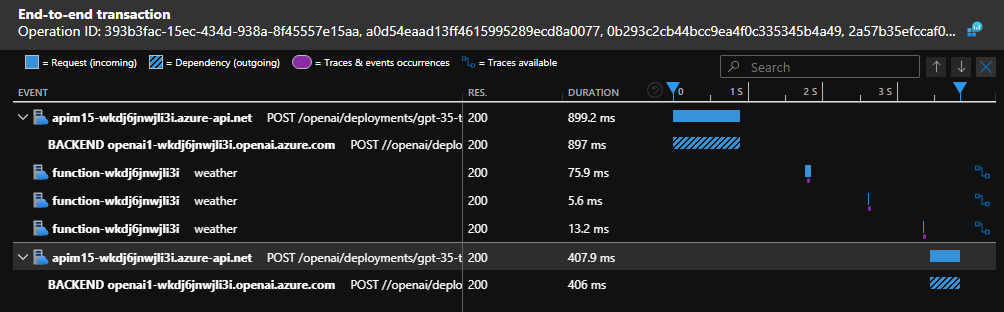 End-to-end transaction
Operation ID: 393b3fac-15ec-434d-938a-8f45557e15aa, a0d54eaad13ff4615995289ecd8a0077, 0b293c2cb44bcc9ea4f0c335345b4a49, 2a57b35efccaf0...
= Request (incoming) = Dependency (outgoing) = Traces & events occurrences = Traces available
Search
EVENT RES. DURATION 0 1 S 2 S 3 S
apim15-wkdj6jnwjli3i.azure-api.net POST /openai/deployments/gpt-35-t 200 899.2 ms
BACKEND openai1-wkdj6jnwjli3i.openai.azure.com POST //openai/deplo 200 897 ms
function-wkdj6jnwjli3i weather 200 75.9 ms
function-wkdj6jnwjli3i weather 200 5.6 ms
function-wkdj6jnwjli3i weather 200 13.2 ms
apim15-wkdj6jnwjli3i.azure-api.net POST /openai/deployments/gpt-35-t 200 407.9 ms
BACKEND openai1-wkdj6jnwjli3i.openai.azure.com POST //openai/deplo 200 406 ms